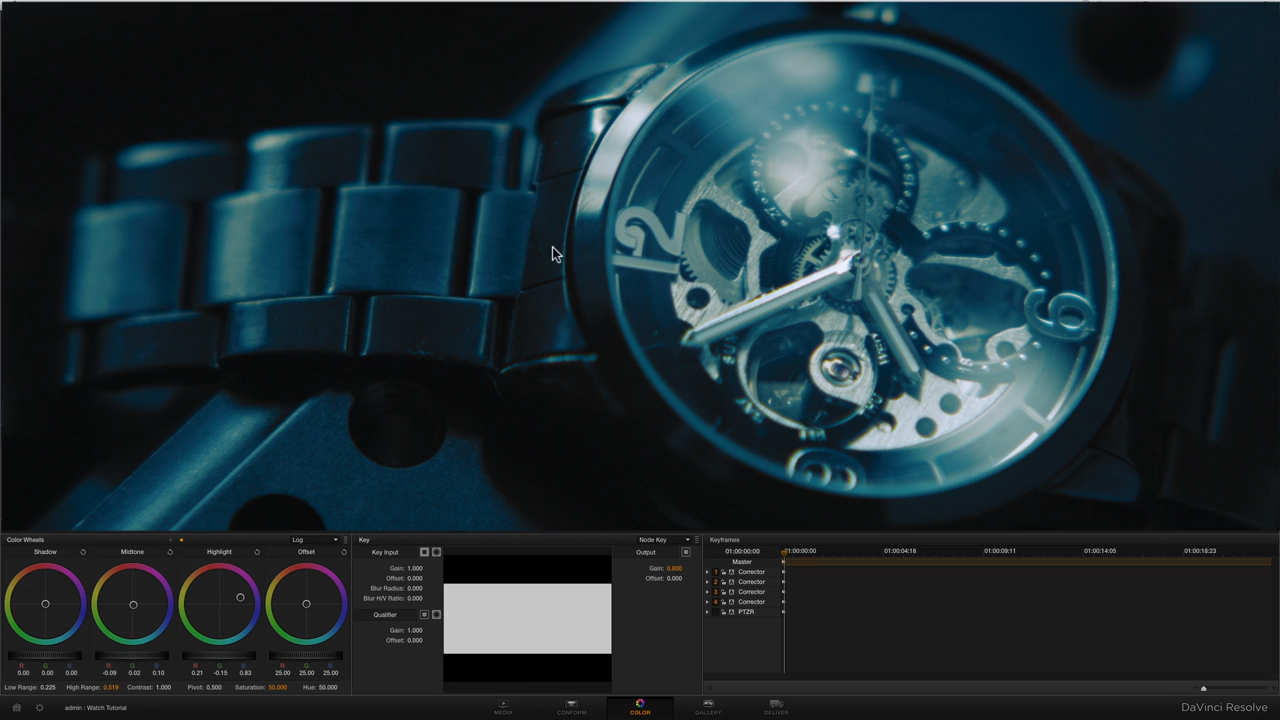 12
9
Color Wheels
Log
Key
Node Key
Keyframes
Shadow
Midtone
Highlight
Offset
Key Input
Output
01:00:00:00
01:00:00:00
01:00:04:18
01:00:09:11
01:00:14:05
01:00:18:23
Master
Gain: 1.000
Offset: 0.000
Blur Radius: 0.000
Blur H/V Ratio: 0.000
Gain: 0.800
Offset: 0.000
1 Corrector
2 Corrector
3 Corrector
4 Corrector
PTZR
Qualifier
Gain: 1.000
Offset: 0.000
R G B R G B R G B R G B
0.00 0.00 0.00 -0.09 0.02 0.10 0.21 -0.15 0.83 25.00 25.00 25.00
Low Range: 0.225 High Range: 0.519 Contrast: 1.000 Pivot: 0.500 Saturation: 50.000 Hue: 50.000
admin : Watch Tutorial
MEDIA
CONFORM
COLOR
GALLERY
DELIVER
DaVinci Resolve